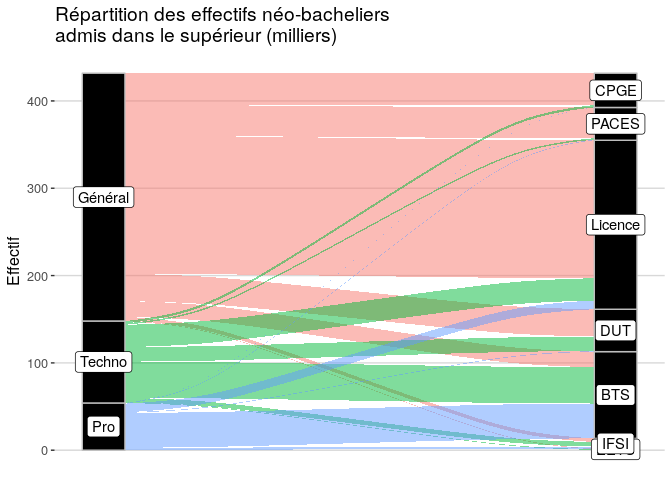 Répartition des effectifs néo-bacheliers
admis dans le supérieur (milliers)
Effectif
400
300
200
100
0
Général
Techno
Pro
CPGE
PACES
Licence
DUT
BTS
IFSI